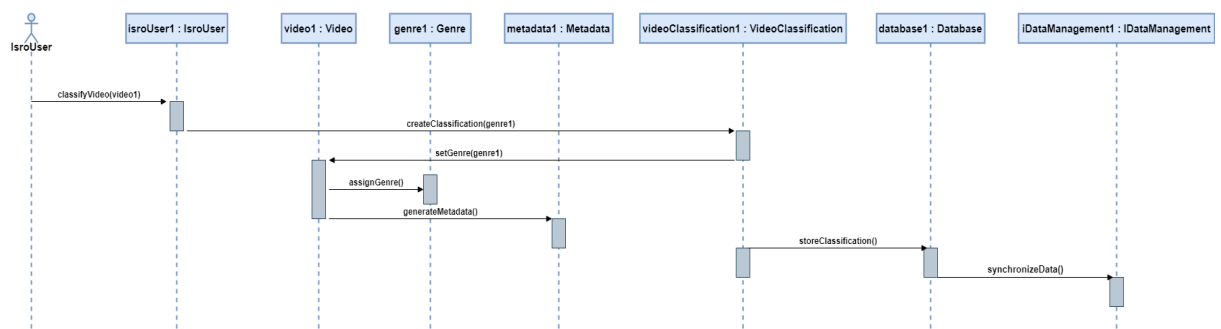 IsroUser
isroUser1 : IsroUser
video1 : Video
genre1 : Genre
metadata1 : Metadata
videoClassification1 : VideoClassification
database1 : Database
iDataManagement1 : IDataManagement
classifyVideo(video1)
createClassification(genre1)
setGenre(genre1)
assignGenre()
generateMetadata()
storeClassification()
synchronizeData()